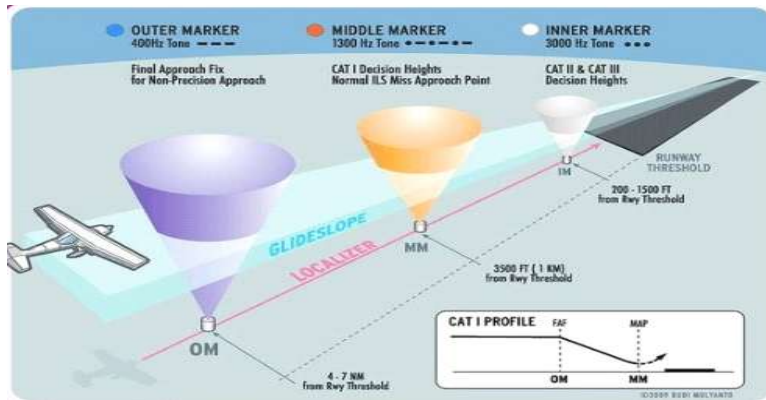 OUTER MARKER
400Hz Tone
Final Approach Fix
for Non-Precision Approach
MIDDLE MARKER
1300 Hz Tone
CAT I Decision Heights
Normal ILS Miss Approach Point
INNER MARKER
3000 Hz Tone
CAT II & CAT III
Decision Heights
RUNWAY
THRESHOLD
IM
200 - 1500 FT
from Rwy Threshold
GLIDESLOPE
LOCALIZER
MM
3500 FT ( 1 KM)
from Rwy Threshold
OM
4 - 7 NM
from Rwy Threshold
CAT I PROFILE
FAF
MAP
OM
MM
©2009 BUDI MULYANTO